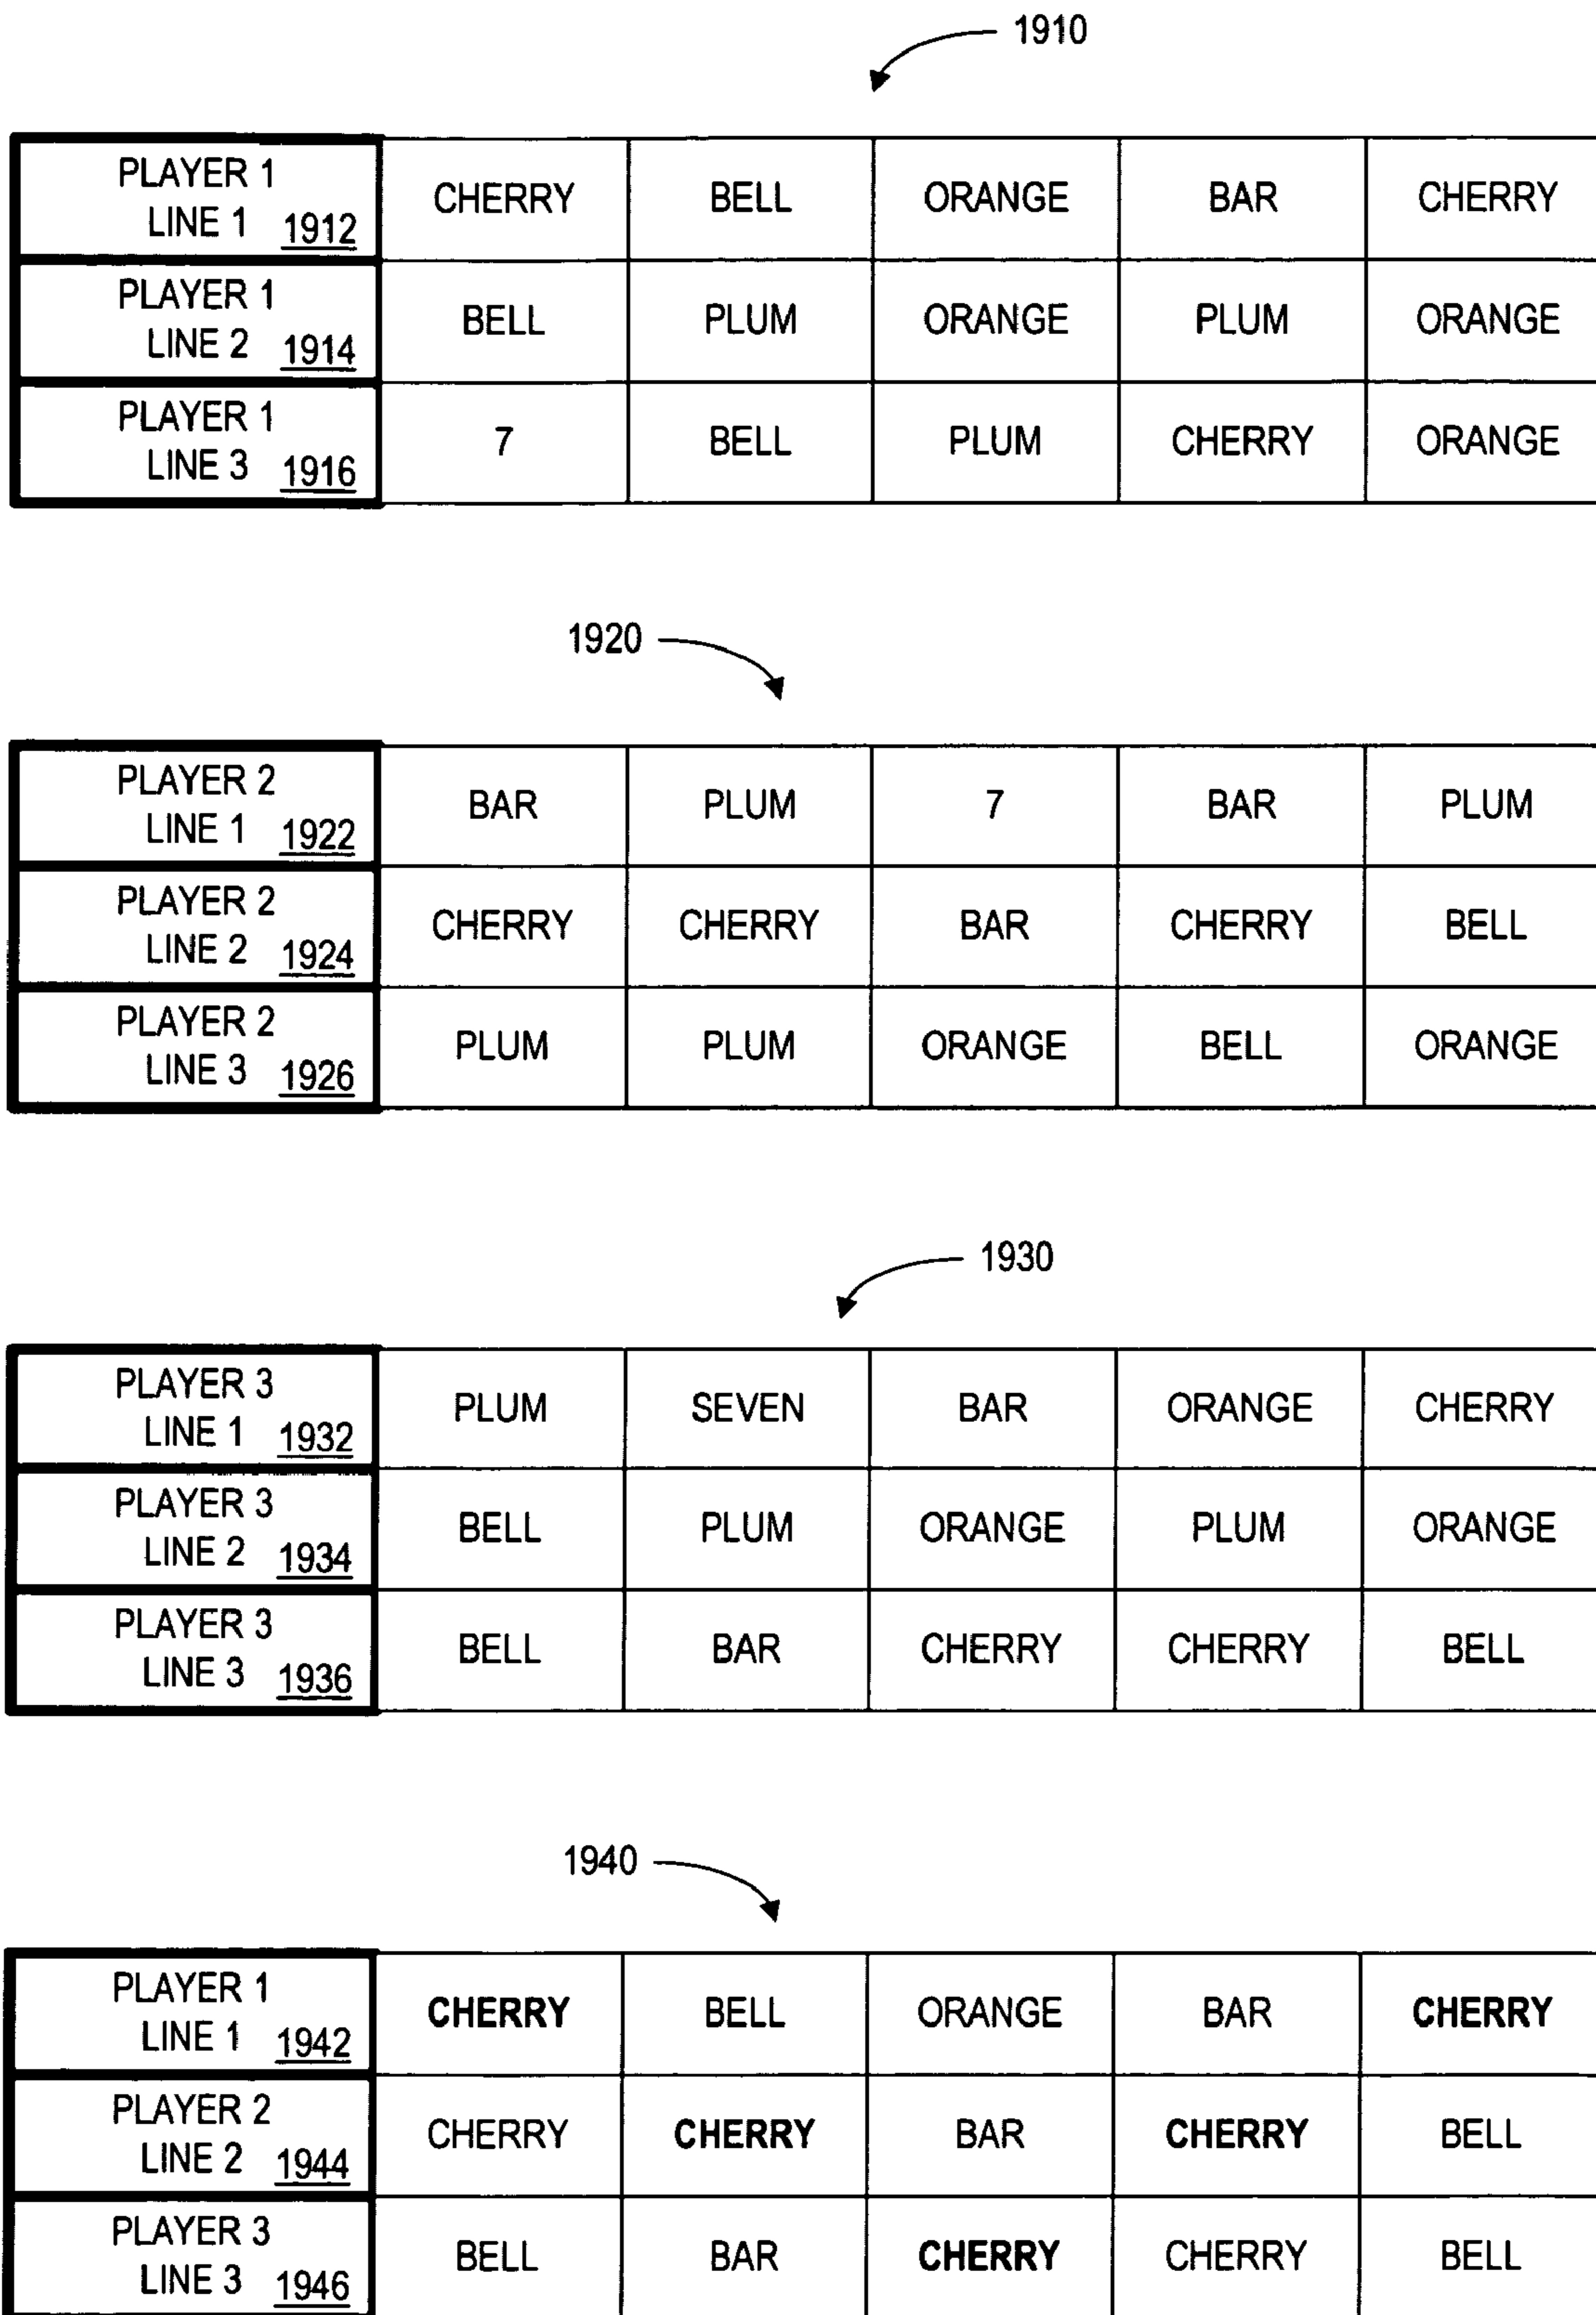 1910
PLAYER 1
LINE 1 1912 CHERRY BELL ORANGE BAR CHERRY
PLAYER 1
LINE 2 1914 BELL PLUM ORANGE PLUM ORANGE
PLAYER 1
LINE 3 1916 7 BELL PLUM CHERRY ORANGE
1920
PLAYER 2
LINE 1 1922 BAR PLUM 7 BAR PLUM
PLAYER 2
LINE 2 1924 CHERRY CHERRY BAR CHERRY BELL
PLAYER 2
LINE 3 1926 PLUM PLUM ORANGE BELL ORANGE
1930
PLAYER 3
LINE 1 1932 PLUM SEVEN BAR ORANGE CHERRY
PLAYER 3
LINE 2 1934 BELL PLUM ORANGE PLUM ORANGE
PLAYER 3
LINE 3 1936 BELL BAR CHERRY CHERRY BELL
1940
PLAYER 1
LINE 1 1942 CHERRY BELL ORANGE BAR CHERRY
PLAYER 2
LINE 2 1944 CHERRY CHERRY BAR CHERRY BELL
PLAYER 3
LINE 3 1946 BELL BAR CHERRY CHERRY BELL